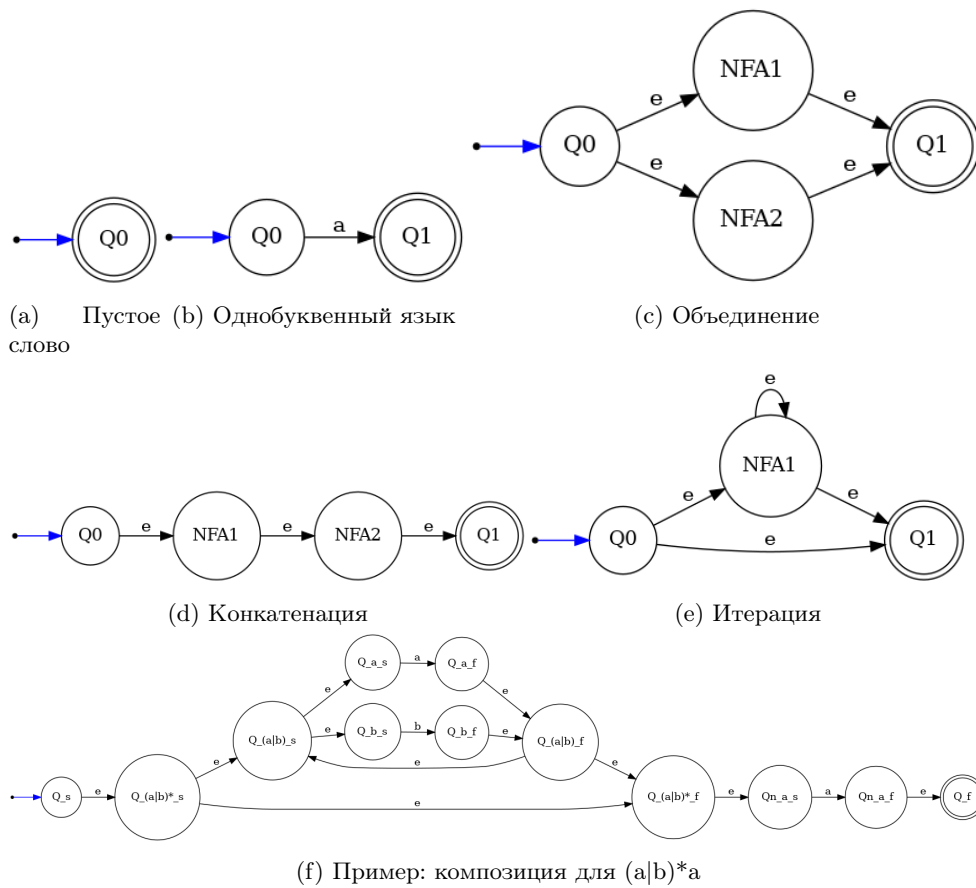 NFA1
e
e
Q0
Q1
e
e
NFA2
Q0
Q0
a
Q1
(a) Пустое слово
(b) Однобуквенный язык
(c) Объединение
e
NFA1
e
e
Q0
e
NFA1
e
NFA2
e
Q1
Q0
e
Q1
(d) Конкатенация
(e) Итерация
Q_a_s
a
Q_a_f
e
e
Q_(a|b)_s
e
Q_b_s
b
Q_b_f
e
Q_(a|b)_f
e
e
e
Q_s
e
Q_(a|b)*_s
e
Q_(a|b)*_f
e
Qn_a_s
a
Qn_a_f
e
Q_f
(f) Пример: композиция для (a|b)*a